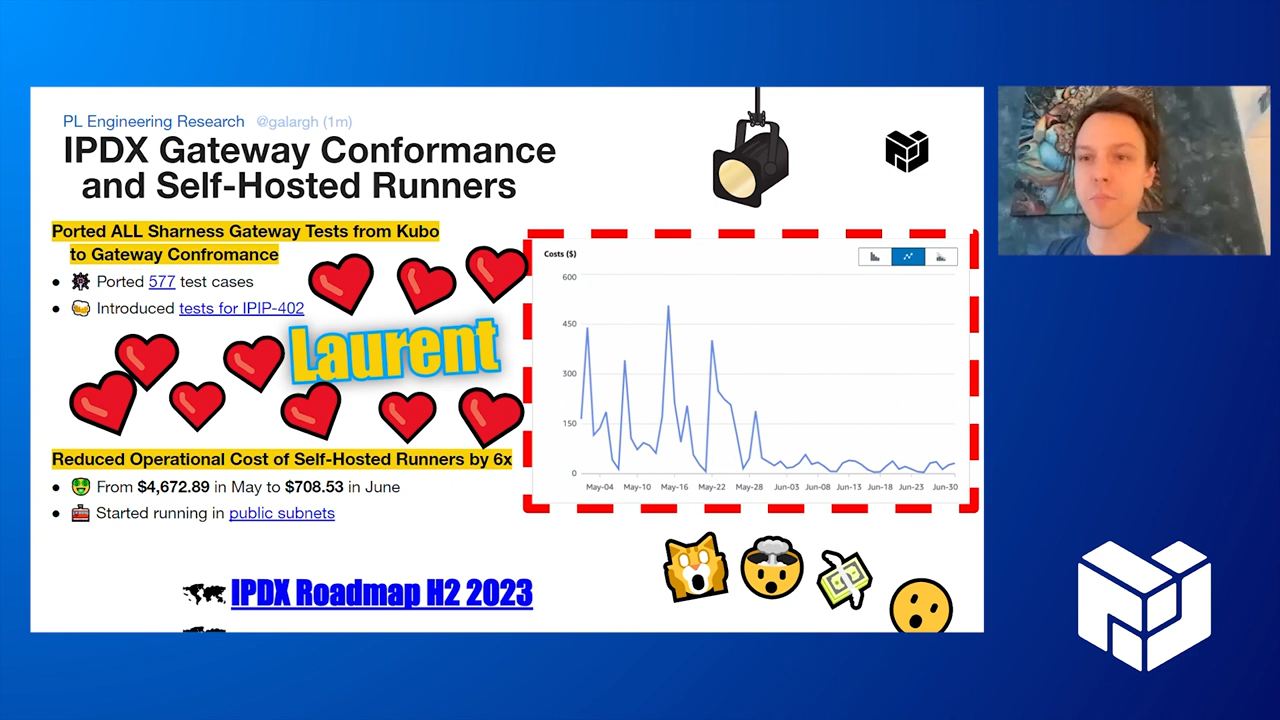 PL Engineering Research @galargh (1m)
IPDX Gateway Conformance
and Self-Hosted Runners
Ported ALL Sharness Gateway Tests from Kubo
to Gateway Confromance
Ported 577 test cases
Introduced tests for IPIP-402
Laurent
Reduced Operational Cost of Self-Hosted Runners by 6x
From $4,672.89 in May to $708.53 in June
Started running in public subnets
IPDX Roadmap H2 2023
Costs ($)
600
450
300
150
0
May-04 May-10 May-16 May-22 May-28 Jun-03 Jun-08 Jun-13 Jun-18 Jun-23 Jun-30